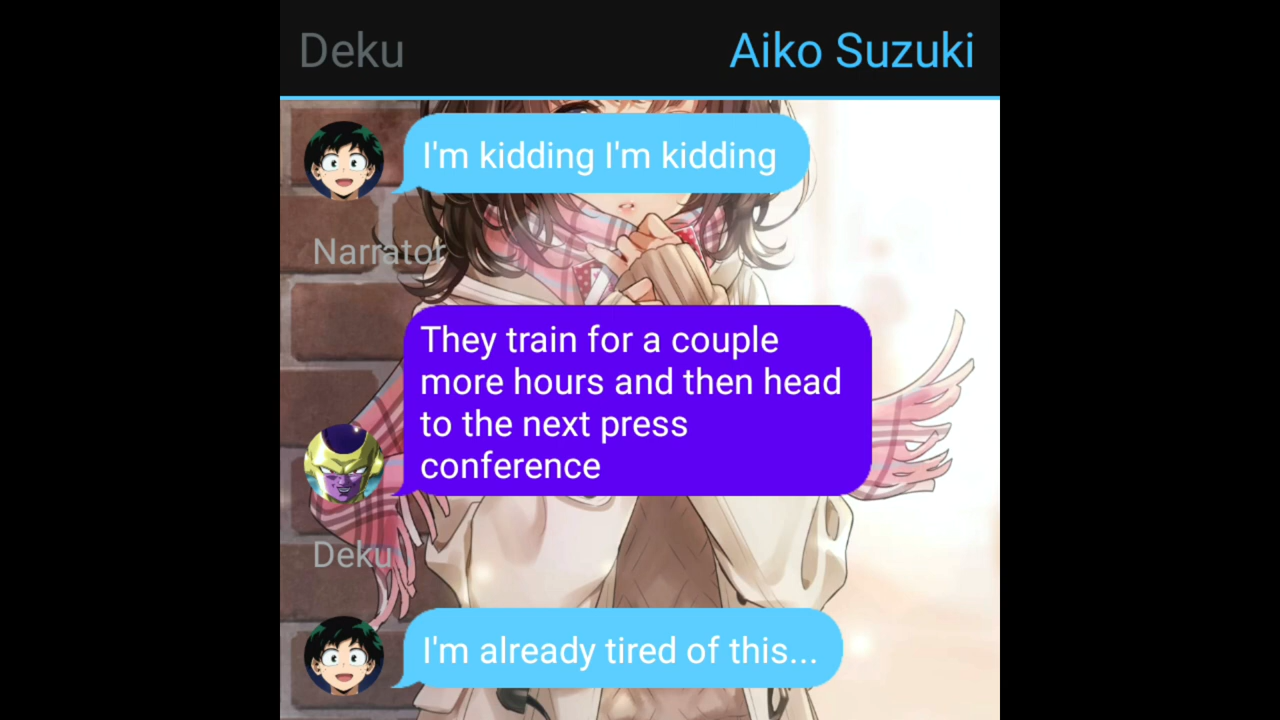 Deku Aiko Suzuki
I'm kidding I'm kidding
Narrator
They train for a couple
more hours and then head
to the next press
conference
Deku
I'm already tired of this...